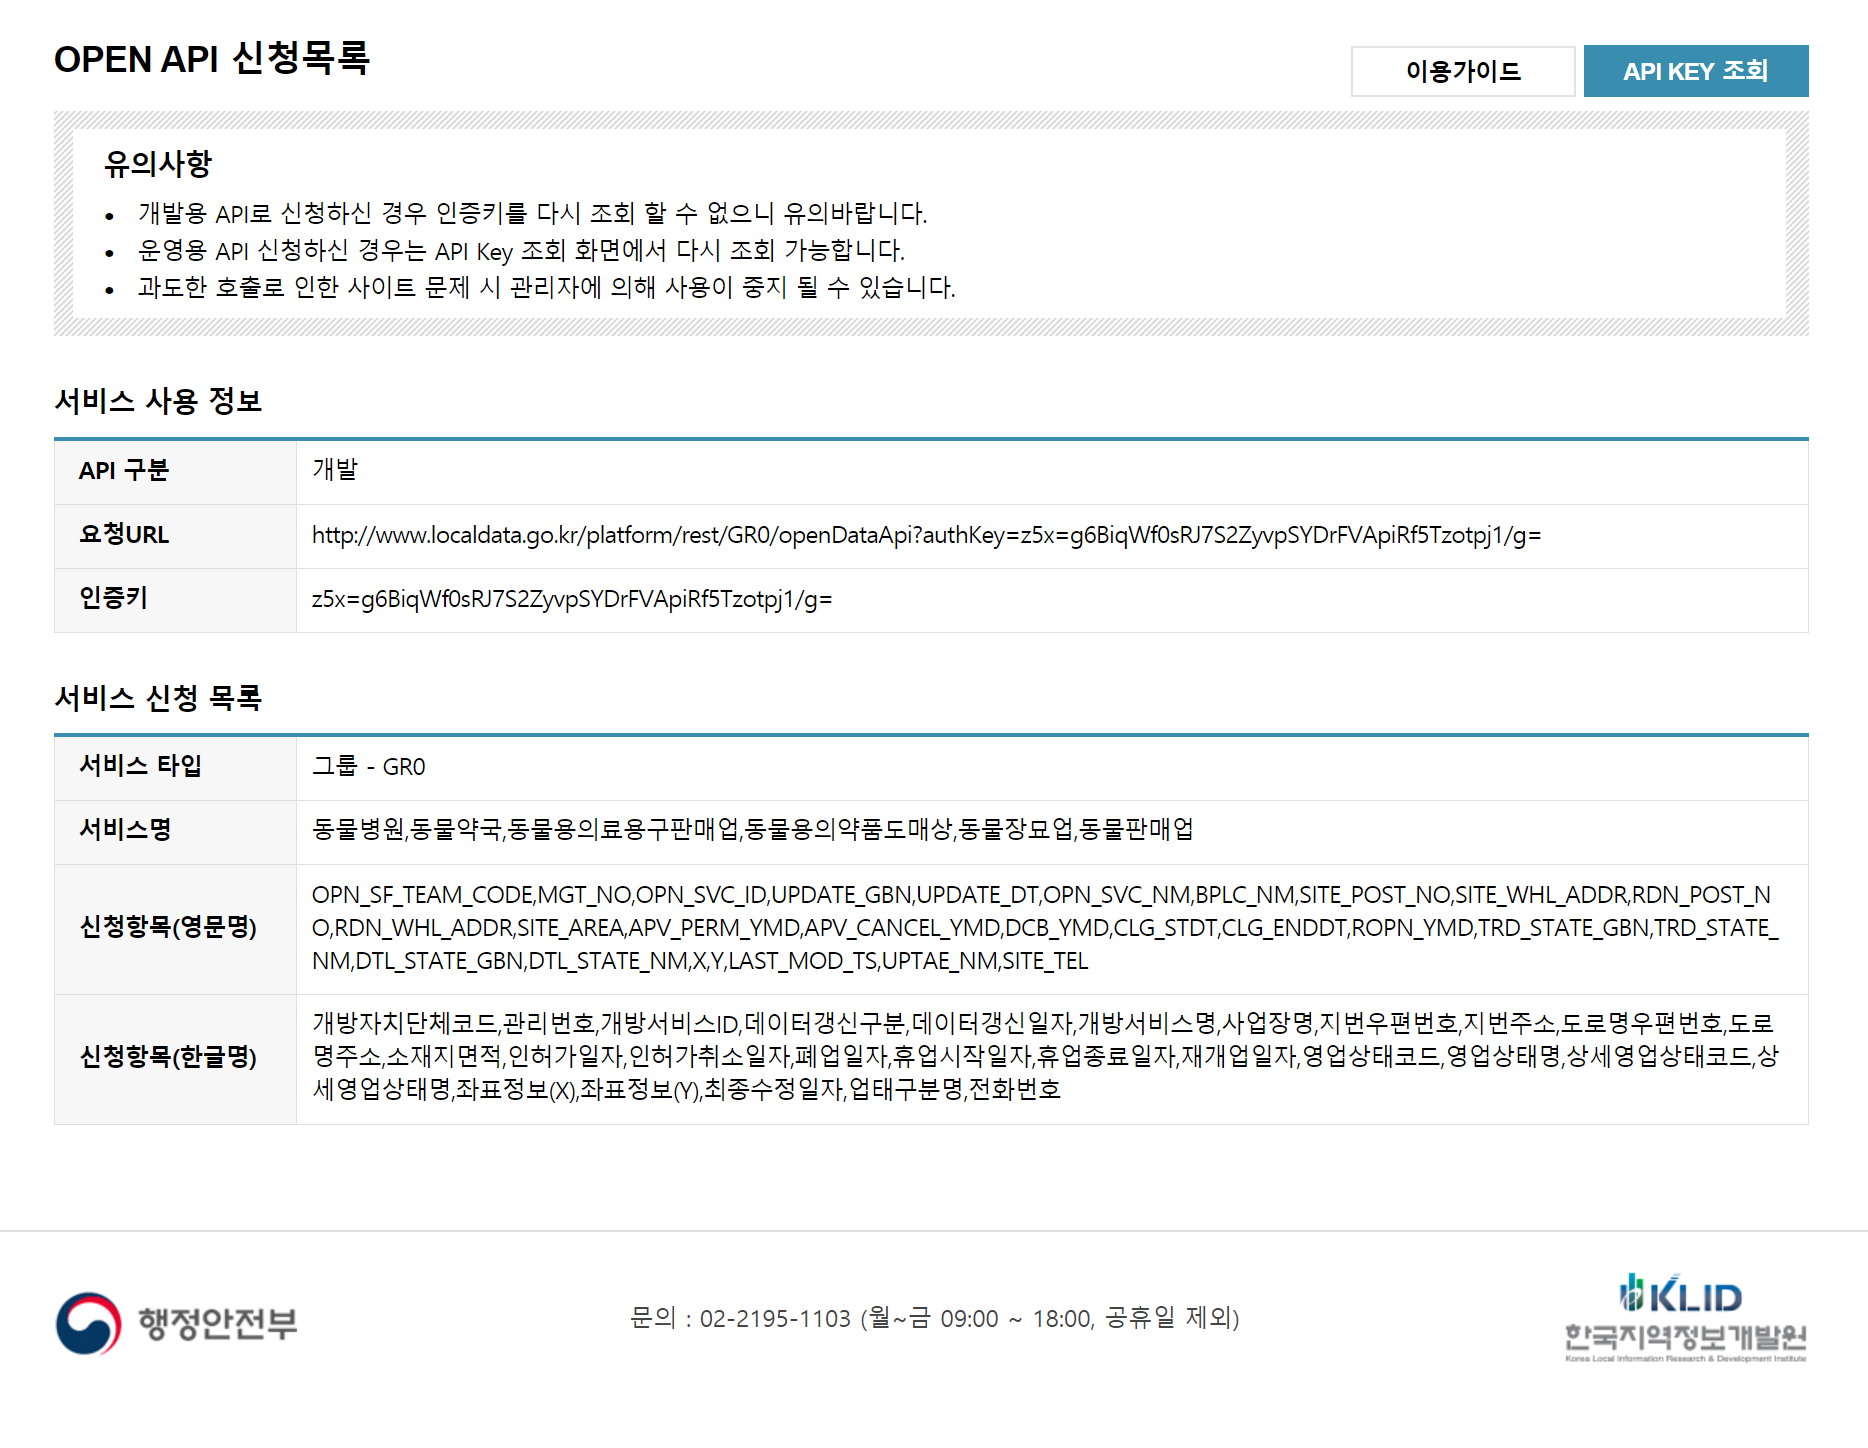 OPEN API 신청목록
이용가이드
API KEY 조회
유의사항
• 개발용 API로 신청하신 경우 인증키를 다시 조회 할 수 없으니 유의바랍니다.
• 운영용 API 신청하신 경우는 API Key 조회 화면에서 다시 조회 가능합니다.
• 과도한 호출로 인한 사이트 문제 시 관리자에 의해 사용이 중지 될 수 있습니다.
서비스 사용 정보
API 구분
개발
요청URL
http://www.localdata.go.kr/platform/rest/GR0/openDataApi?authKey=z5x=g6BiqWf0sRJ7S2ZyvpSYDrFVApiRf5Tzotpj1/g=
인증키
z5x=g6BiqWf0sRJ7S2ZyvpSYDrFVApiRf5Tzotpj1/g=
서비스 신청 목록
서비스 타입
그룹 - GR0
서비스명
동물병원,동물약국,동물용의료용구판매업,동물용의약품도매상,동물장묘업,동물판매업
신청항목(영문명)
OPN_SF_TEAM_CODE,MGT_NO,OPN_SVC_ID,UPDATE_GBN,UPDATE_DT,OPN_SVC_NM,BPLC_NM,SITE_POST_NO,SITE_WHL_ADDR,RDN_POST_N
O,RDN_WHL_ADDR,SITE_AREA,APV_PERM_YMD,APV_CANCEL_YMD,DCB_YMD,CLG_STDT,CLG_ENDDT,ROPN_YMD,TRD_STATE_GBN,TRD_STATE_
NM,DTL_STATE_GBN,DTL_STATE_NM,X,Y,LAST_MOD_TS,UPTAE_NM,SITE_TEL
신청항목(한글명)
개방자치단체코드,관리번호,개방서비스ID,데이터갱신구분,데이터갱신일자,개방서비스명,사업장명,지번우편번호,지번주소,도로명우편번호,도로
명주소,소재지면적,인허가일자,인허가취소일자,폐업일자,휴업시작일자,휴업종료일자,재개업일자,영업상태코드,영업상태명,상세영업상태코드,상
세영업상태명,좌표정보(X),좌표정보(Y),최종수정일자,업태구분명,전화번호
행정안전부
문의 : 02-2195-1103 (월~금 09:00 ~ 18:00, 공휴일 제외)
KLID
한국지역정보개발원
Korea Local Information Research & Development Institute